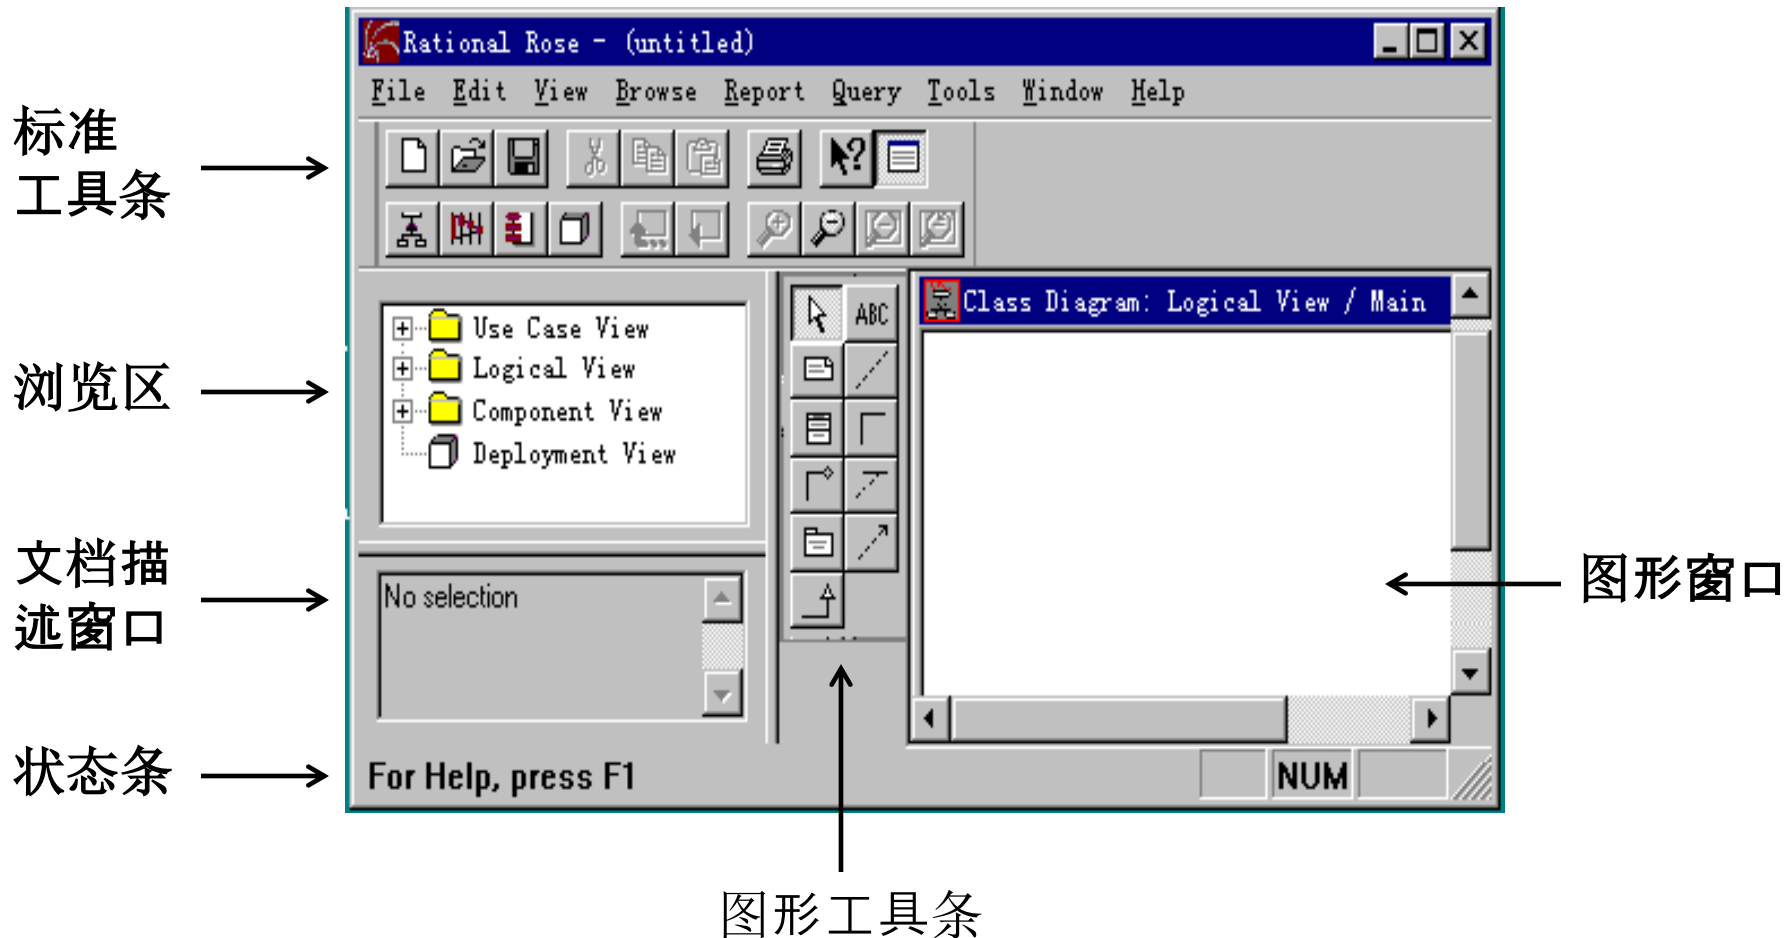 Rational Rose - (untitled)
File Edit View Browse Report Query Tools Window Help
标准
工具条
Class Diagram: Logical View / Main
ABC
Use Case View
Logical View
Component View
Deployment View
浏览区
文档描
述窗口
No selection
图形窗口
状态条
For Help, press F1
NUM
图形工具条